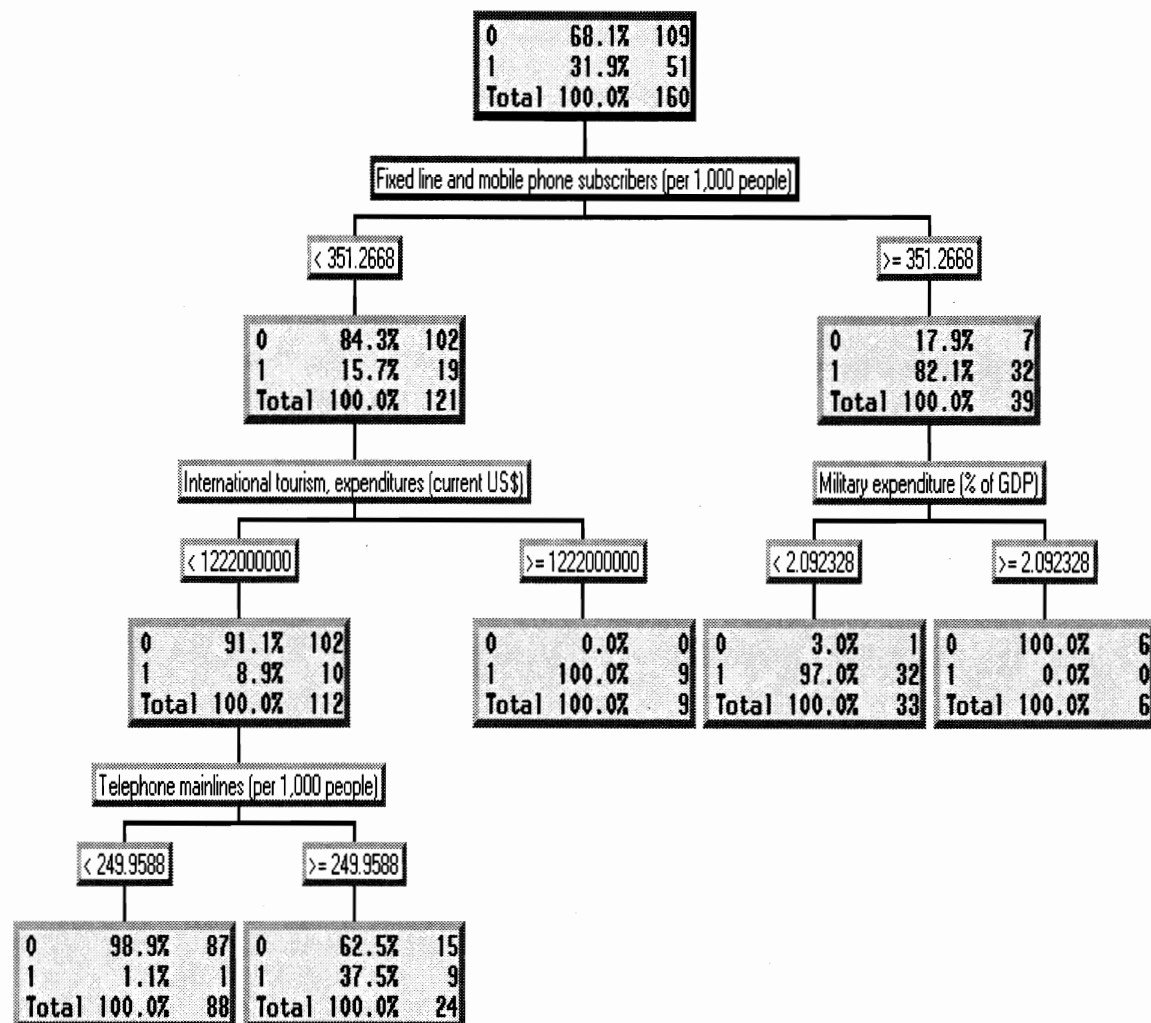 0 68.1% 109
1 31.9% 51
Total 100.0% 160
Fixed line and mobile phone subscribers (per 1,000 people)
< 351.2668
>= 351.2668
0 84.3% 102
1 15.7% 19
Total 100.0% 121
0 17.9% 7
1 82.1% 32
Total 100.0% 39
International tourism, expenditures (current US$)
Military expenditure (% of GDP)
< 1222000000
>= 1222000000
< 2.092328
>= 2.092328
0 91.1% 102
1 8.9% 10
Total 100.0% 112
0 0.0% 0
1 100.0% 9
Total 100.0% 9
0 3.0% 1
1 97.0% 32
Total 100.0% 33
0 100.0% 6
1 0.0% 0
Total 100.0% 6
Telephone mainlines (per 1,000 people)
< 249.9588
>= 249.9588
0 98.9% 87
1 1.1% 1
Total 100.0% 88
0 62.5% 15
1 37.5% 9
Total 100.0% 24